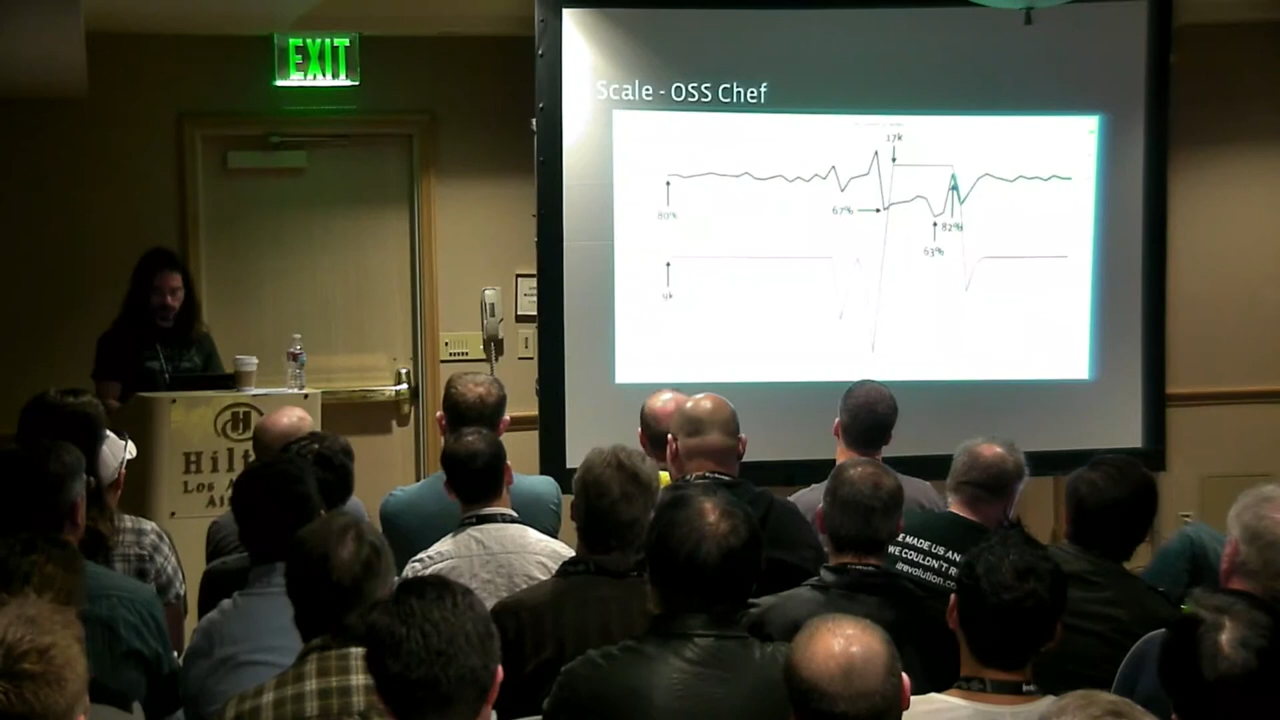 EXIT
Scale - OSS Chef
17k
80%
67%
82%
63%
Hilt
Los A
Ai
E MADE US AN
WE COULDN'T R
itrevolution.co